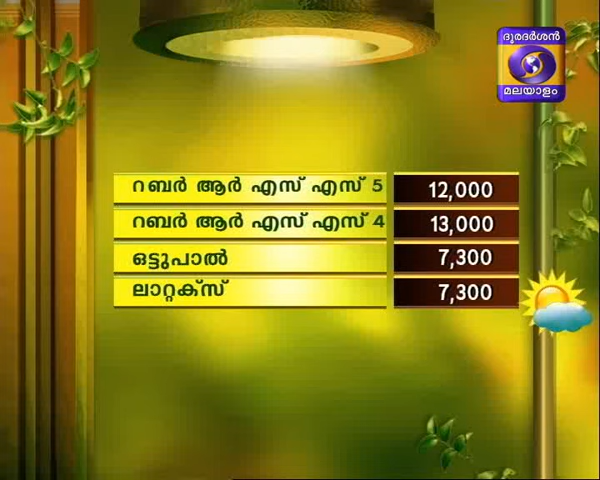 ദൂരദർശൻ
മലയാളം
റബർ ആർ എസ് എസ് 5 12,000
റബർ ആർ എസ് എസ് 4 13,000
ഒട്ടുപാൽ 7,300
ലാറ്റക്സ് 7,300